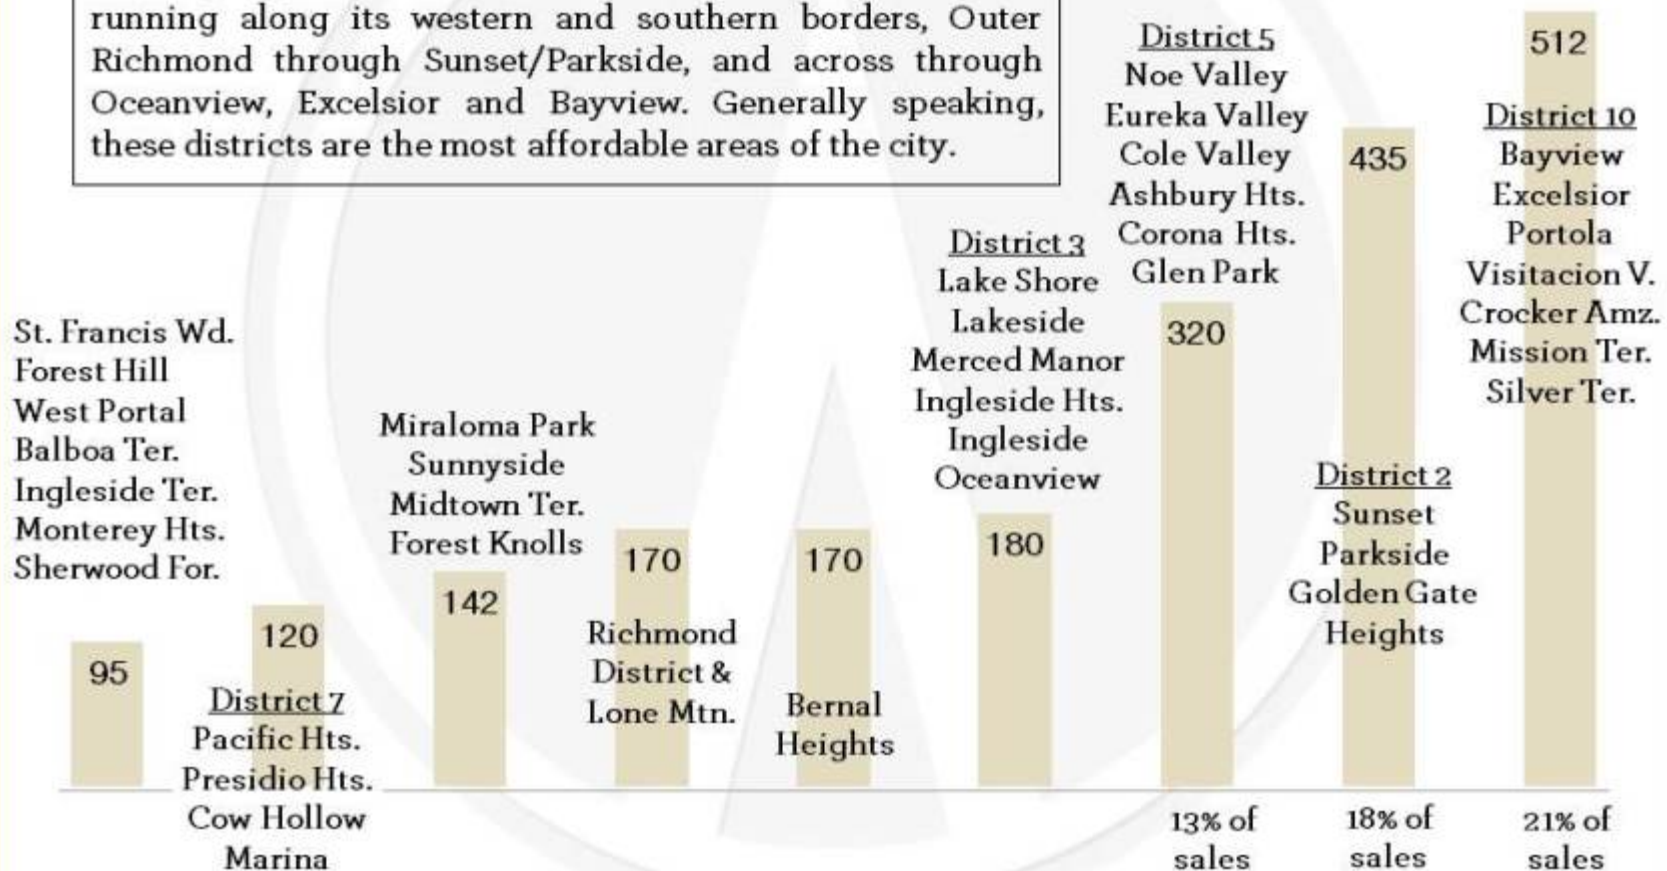 running along its western and southern borders, Outer
Richmond through Sunset/Parkside, and across through
Oceanview, Excelsior and Bayview. Generally speaking,
these districts are the most affordable areas of the city.
St. Francis Wd.
Forest Hill
West Portal
Balboa Ter.
Ingleside Ter.
Monterey Hts.
Sherwood For.
95
120
District 7
Pacific Hts.
Presidio Hts.
Cow Hollow
Marina
Miraloma Park
Sunnyside
Midtown Ter.
Forest Knolls
142
170
Richmond
District &
Lone Mtn.
170
Bernal
Heights
District 3
Lake Shore
Lakeside
Merced Manor
Ingleside Hts.
Ingleside
Oceanview
180
District 5
Noe Valley
Eureka Valley
Cole Valley
Ashbury Hts.
Corona Hts.
Glen Park
320
13% of
sales
435
District 2
Sunset
Parkside
Golden Gate
Heights
18% of
sales
512
District 10
Bayview
Excelsior
Portola
Visitacion V.
Crocker Amz.
Mission Ter.
Silver Ter.
21% of
sales